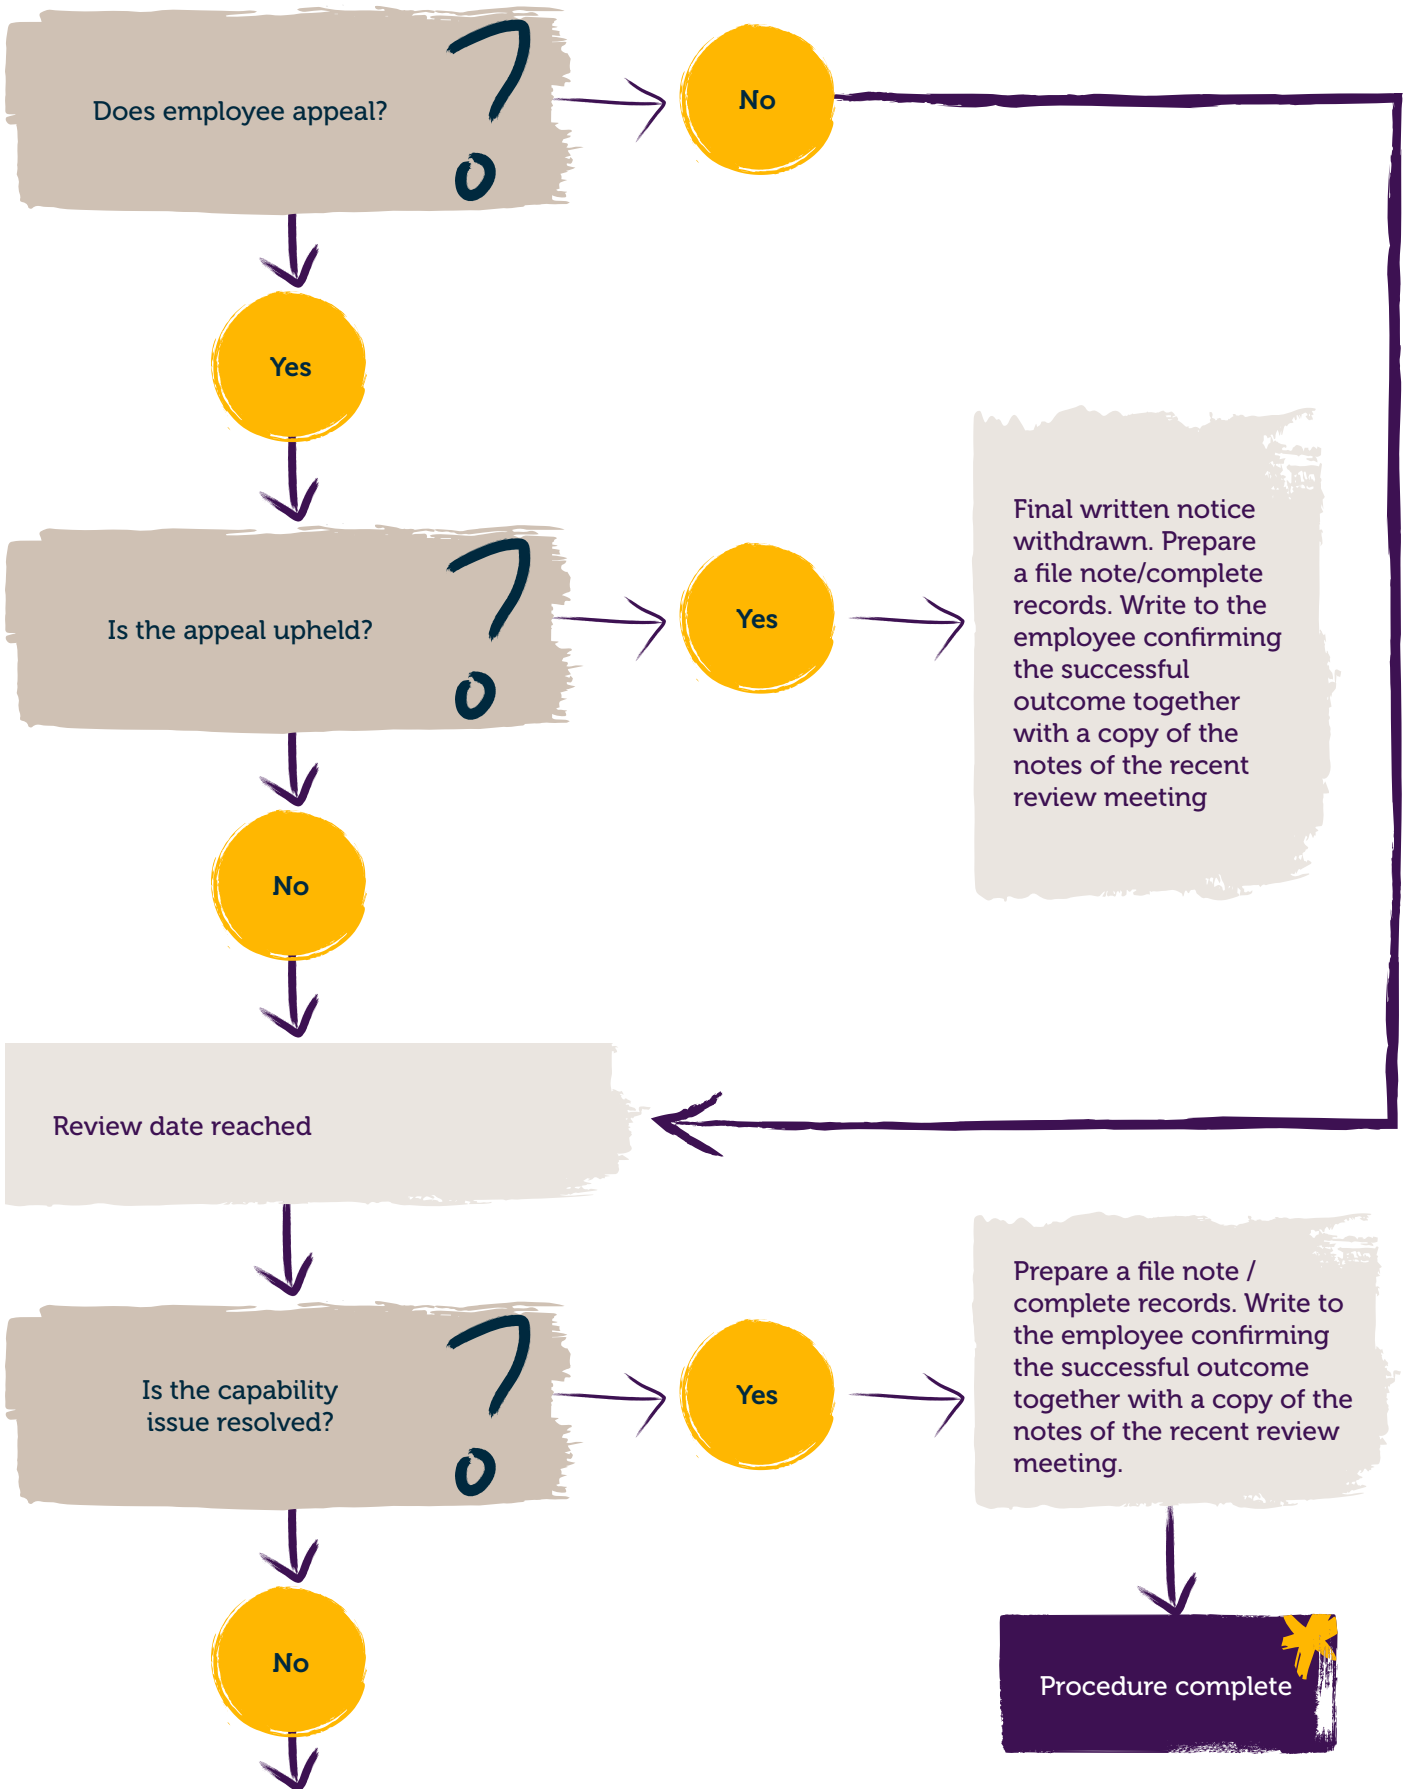 Does employee appeal?
No
Yes
Final written notice
withdrawn. Prepare
a file note/complete
records. Write to the
employee confirming
the successful
outcome together
with a copy of the
notes of the recent
review meeting
Is the appeal upheld?
Yes
No
Review date reached
Prepare a file note /
complete records. Write to
the employee confirming
the successful outcome
together with a copy of the
notes of the recent review
meeting.
Is the capability
issue resolved?
Yes
No
Procedure complete